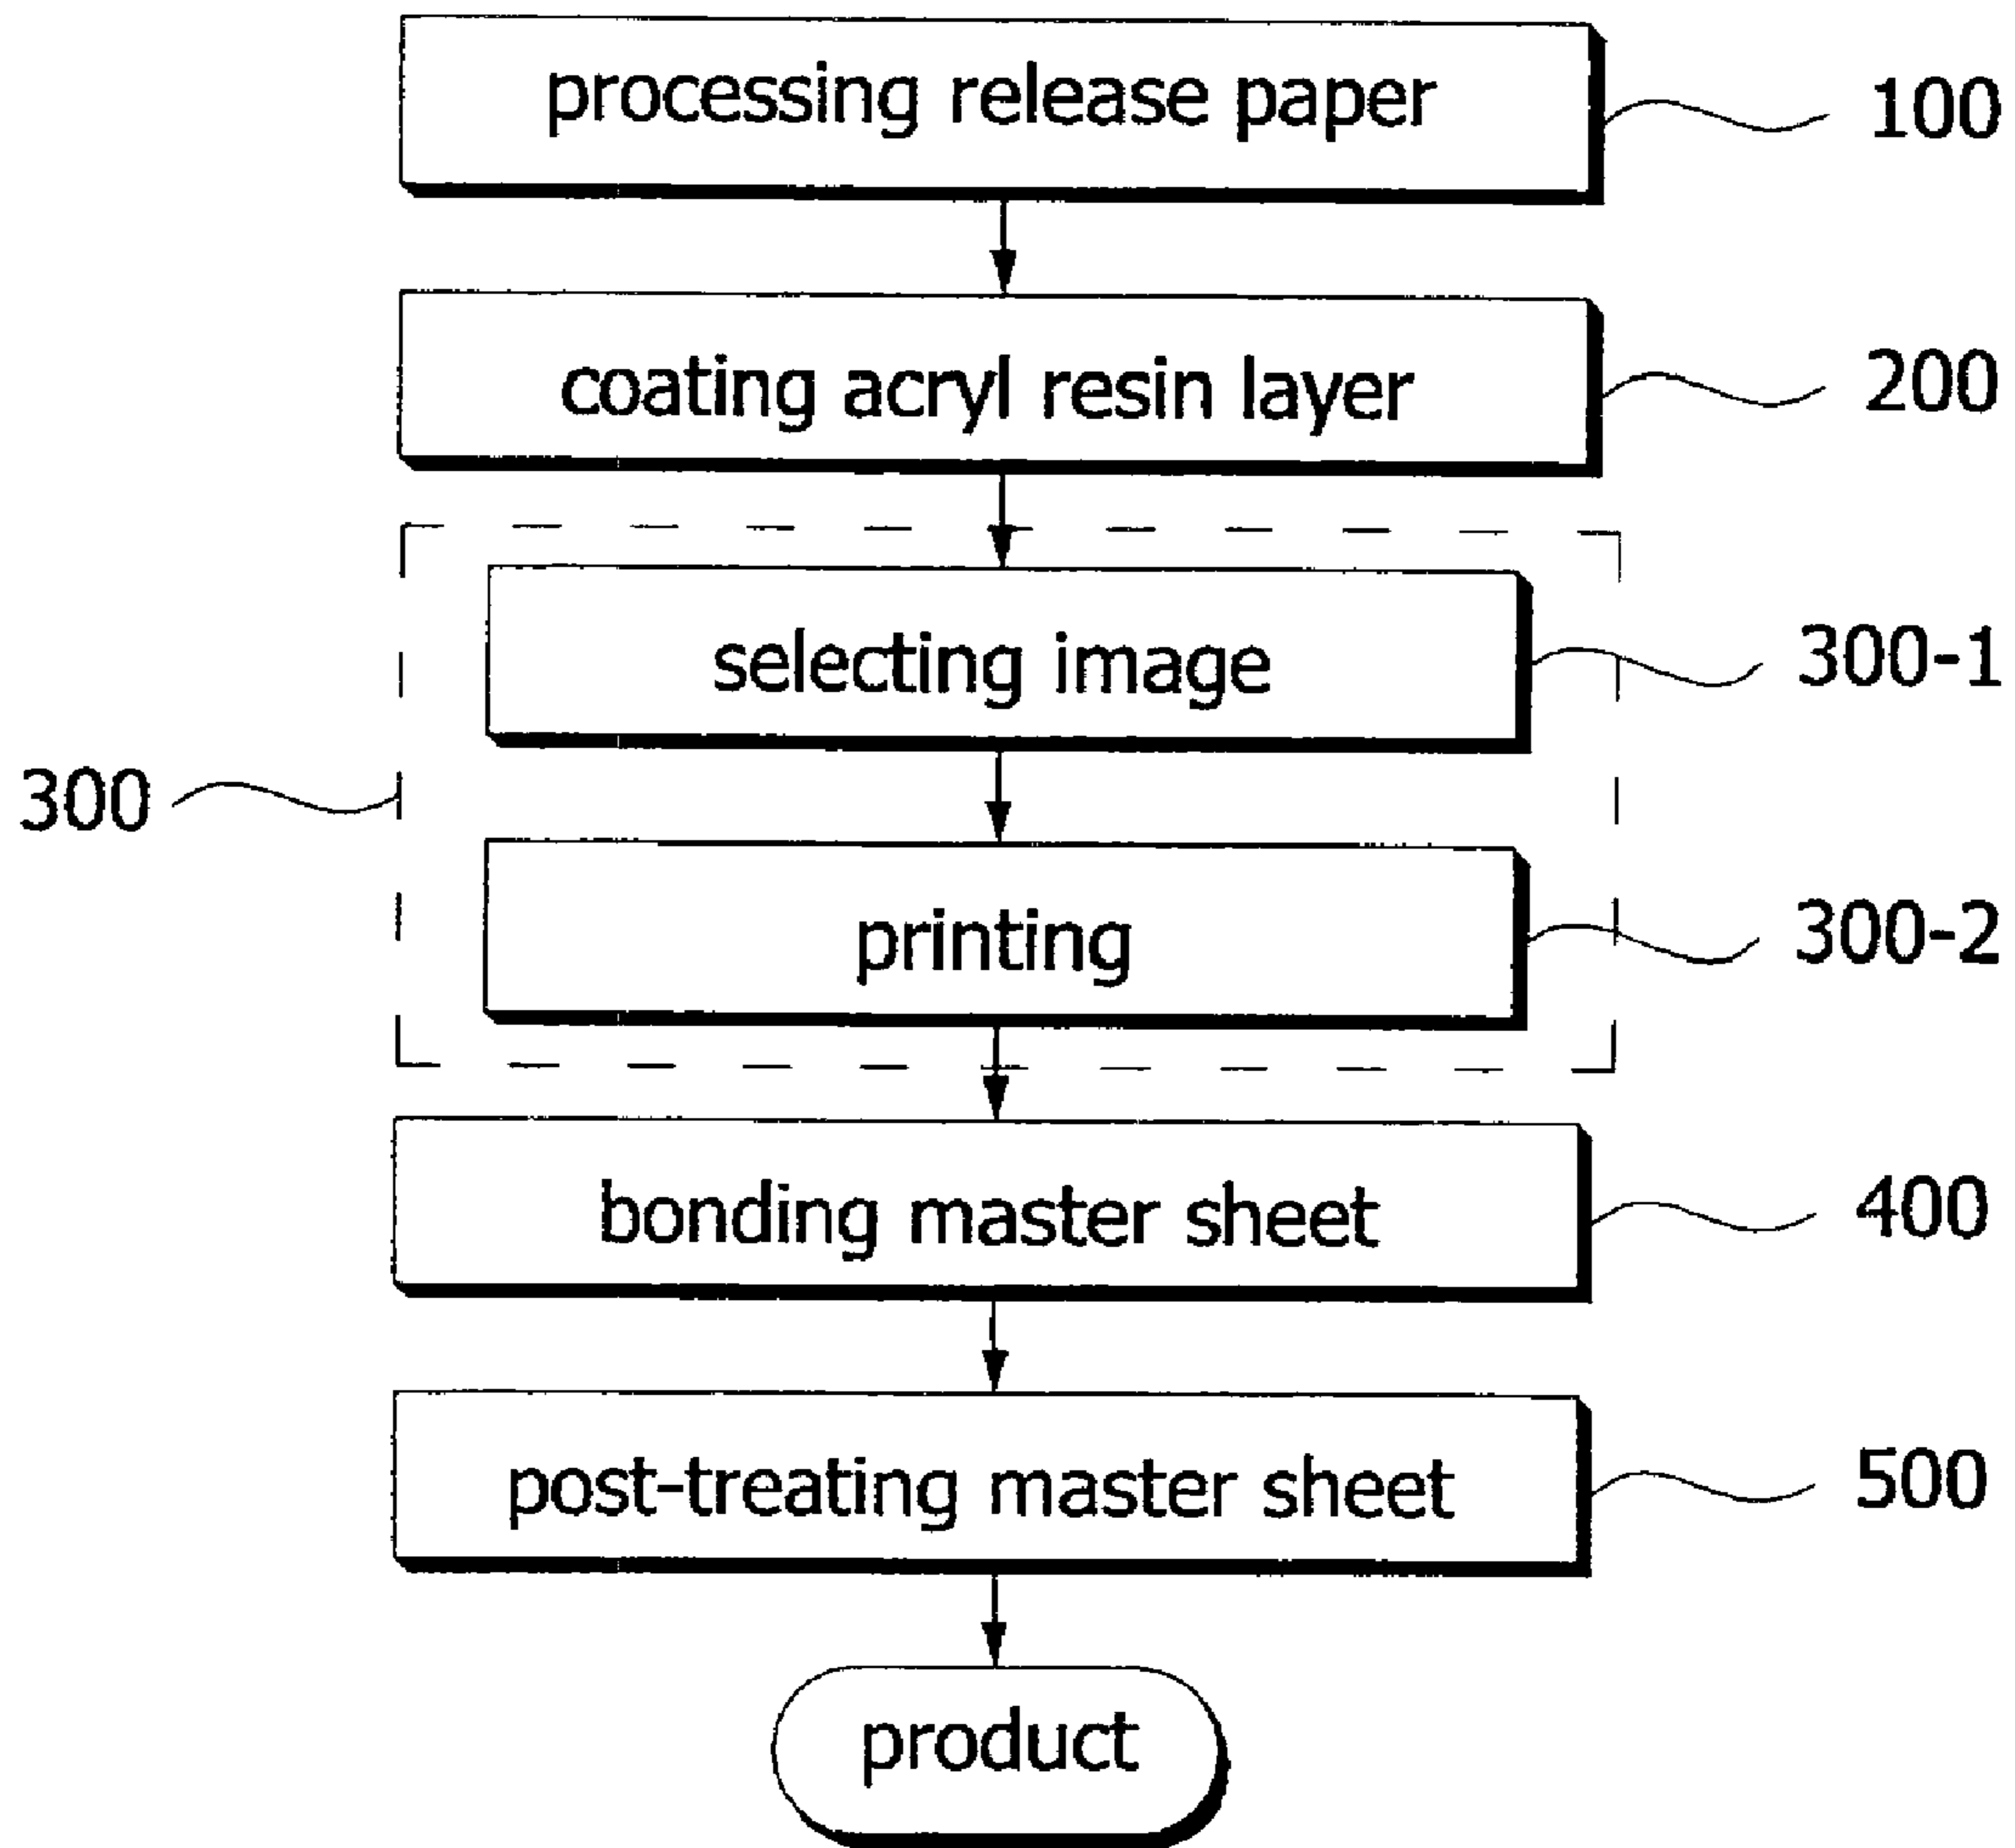 processing release paper
100
coating acryl resin layer
200
selecting image
300-1
300
printing
300-2
bonding master sheet
400
post-treating master sheet
500
product